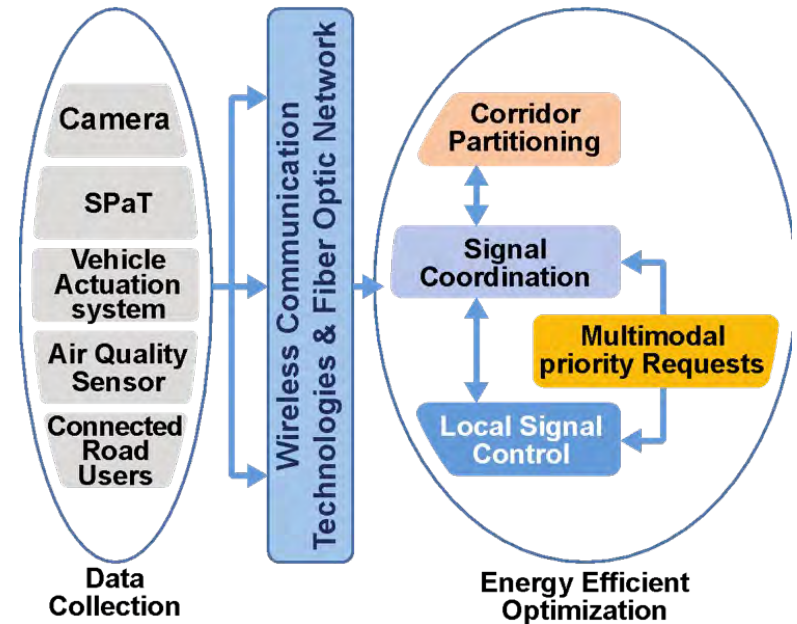 Camera
SPaT
Vehicle
Actuation
system
Air Quality
Sensor
Connected
Road
Users
Data
Collection
Wireless Communication
Technologies & Fiber Optic Network
Corridor
Partitioning
Signal
Coordination
Multimodal
priority Requests
Local Signal
Control
Energy Efficient
Optimization